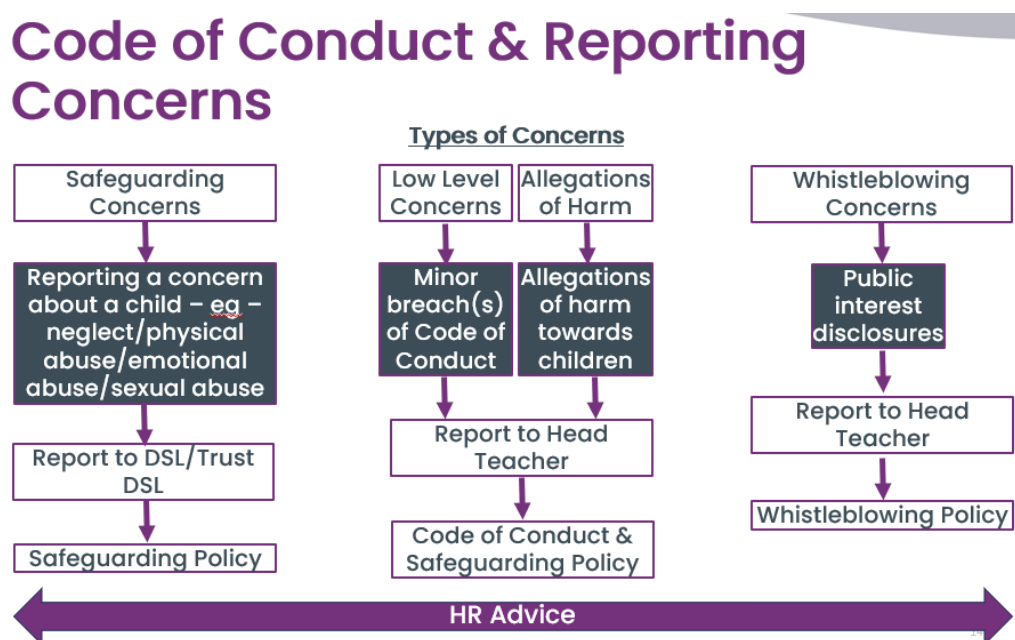 Code of Conduct & Reporting
Concerns
Types of Concerns
Safeguarding
Concerns
Reporting a concern
about a child – eg –
neglect/physical
abuse/emotional
abuse/sexual abuse
Report to DSL/Trust
DSL
Safeguarding Policy
Low Level
Concerns
Minor
breach(s)
of Code of
Conduct
Allegations
of Harm
Allegations
of harm
towards
children
Report to Head
Teacher
Code of Conduct &
Safeguarding Policy
Whistleblowing
Concerns
Public
interest
disclosures
Report to Head
Teacher
Whistleblowing Policy
HR Advice
14